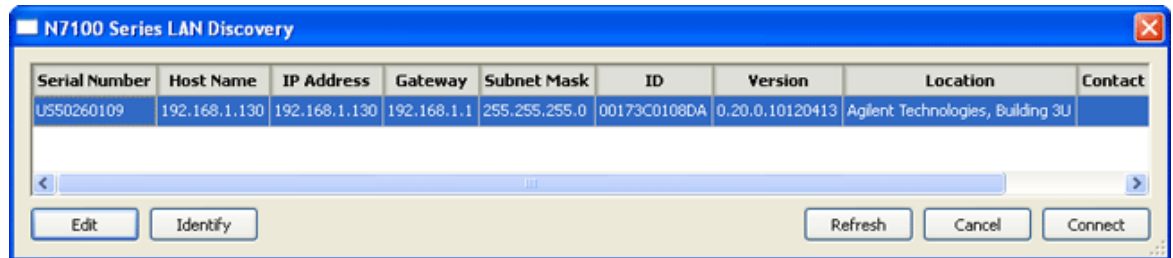 N7100 Series LAN Discovery
Serial Number Host Name IP Address Gateway Subnet Mask ID Version Location Contact
US50260109 192.168.1.130 192.168.1.130 192.168.1.1 255.255.255.0 00173C0108DA 0.20.0.10120413 Agilent Technologies, Building 3U
Edit Identify Refresh Cancel Connect